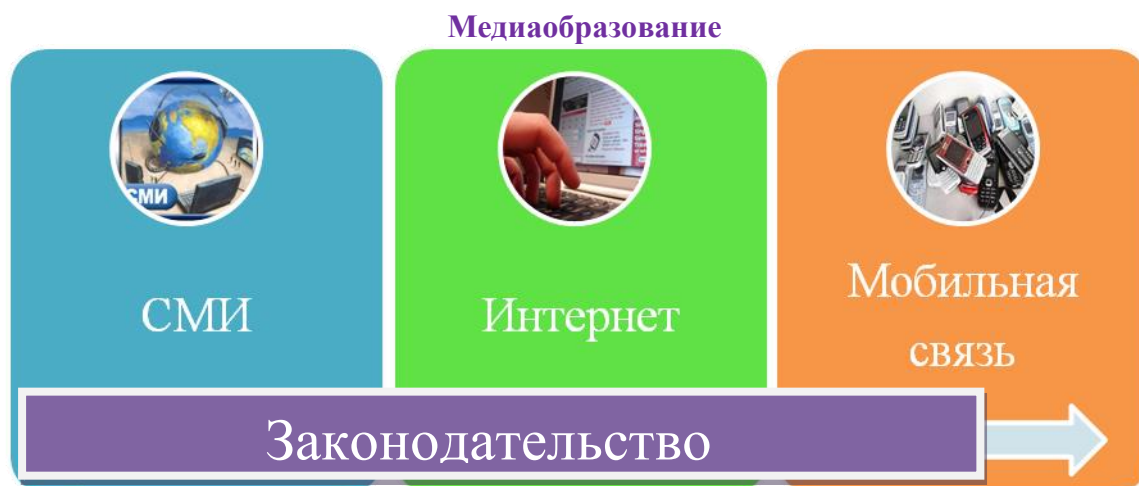 Медиаобразование
СМИ
СМИ
Интернет
Мобильная
связь
Законодательство